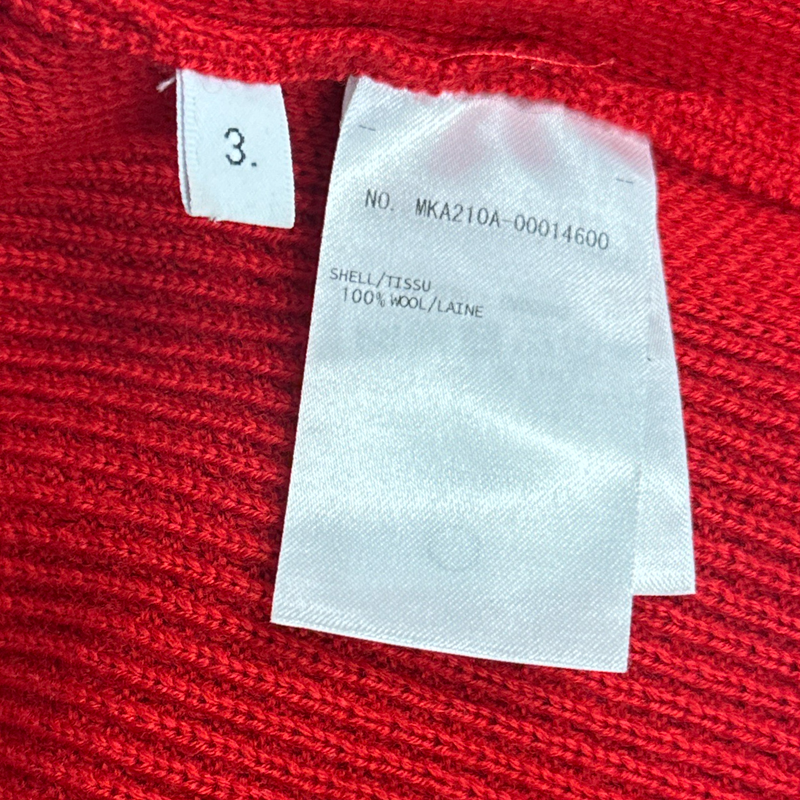 3.
NO. MKA210A-00014600
SHELL/TISSU
100% WOOL/LAINE